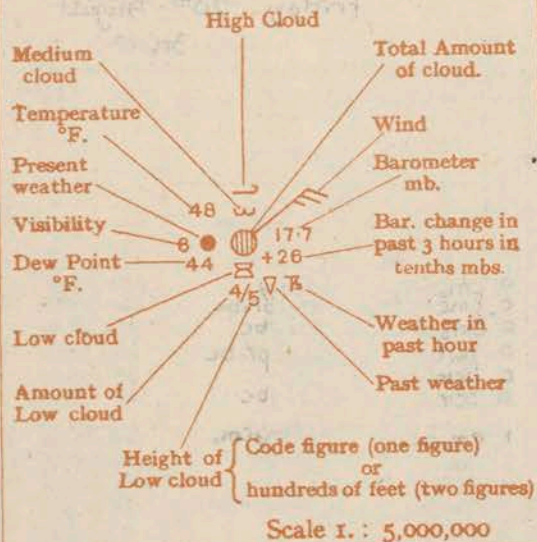 High Cloud
Medium cloud
Total Amount of cloud.
Temperature °F.
Wind
Present weather
Barometer mb.
48
Visibility
6
17.7
Bar. change in past 3 hours in tenths mbs.
Dew Point °F.
44
+26
4/5
Low cloud
Weather in past hour
Amount of Low cloud
Past weather
Height of Low cloud
Code figure (one figure)
or
hundreds of feet (two figures)
Scale 1. : 5,000,000